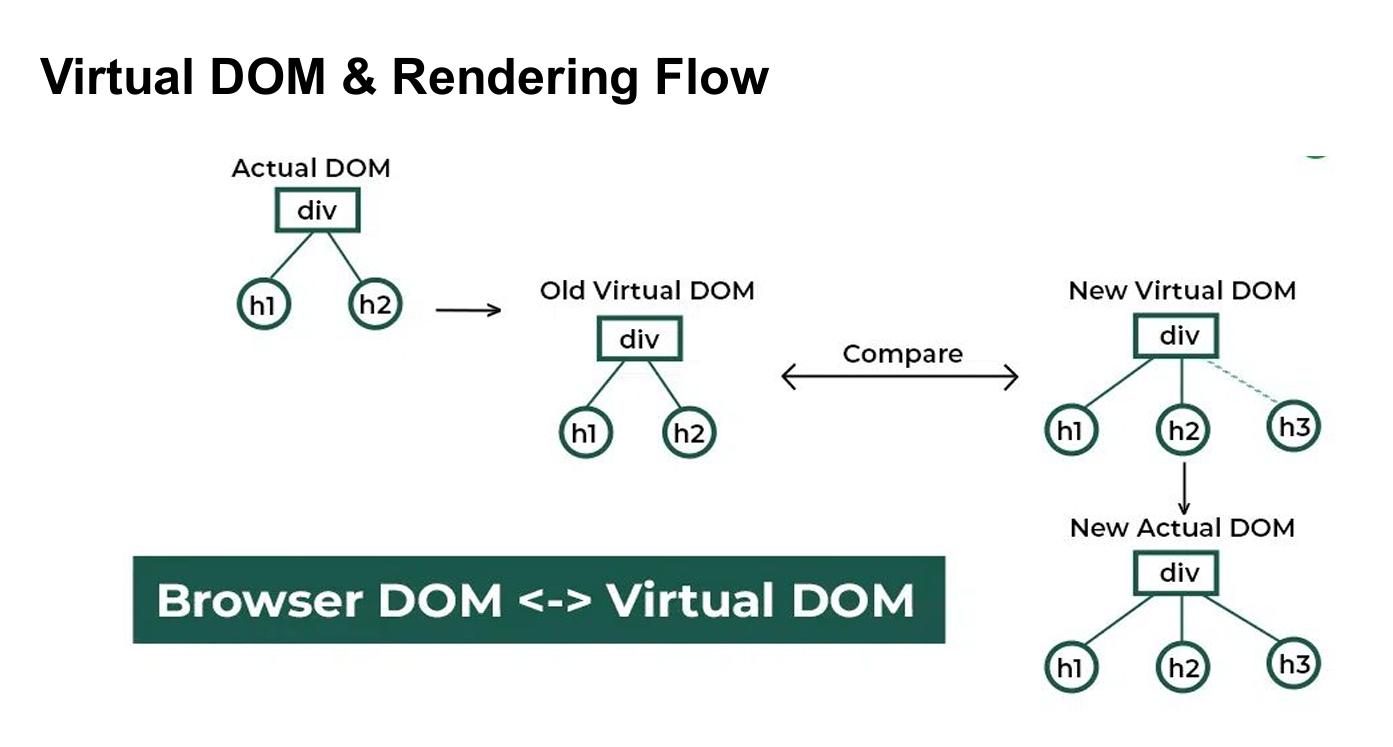 Virtual DOM & Rendering Flow
Actual DOM
div
h1
h2
Old Virtual DOM
div
h1
h2
Compare
New Virtual DOM
div
h1
h2
h3
New Actual DOM
div
h1
h2
h3
Browser DOM <-> Virtual DOM